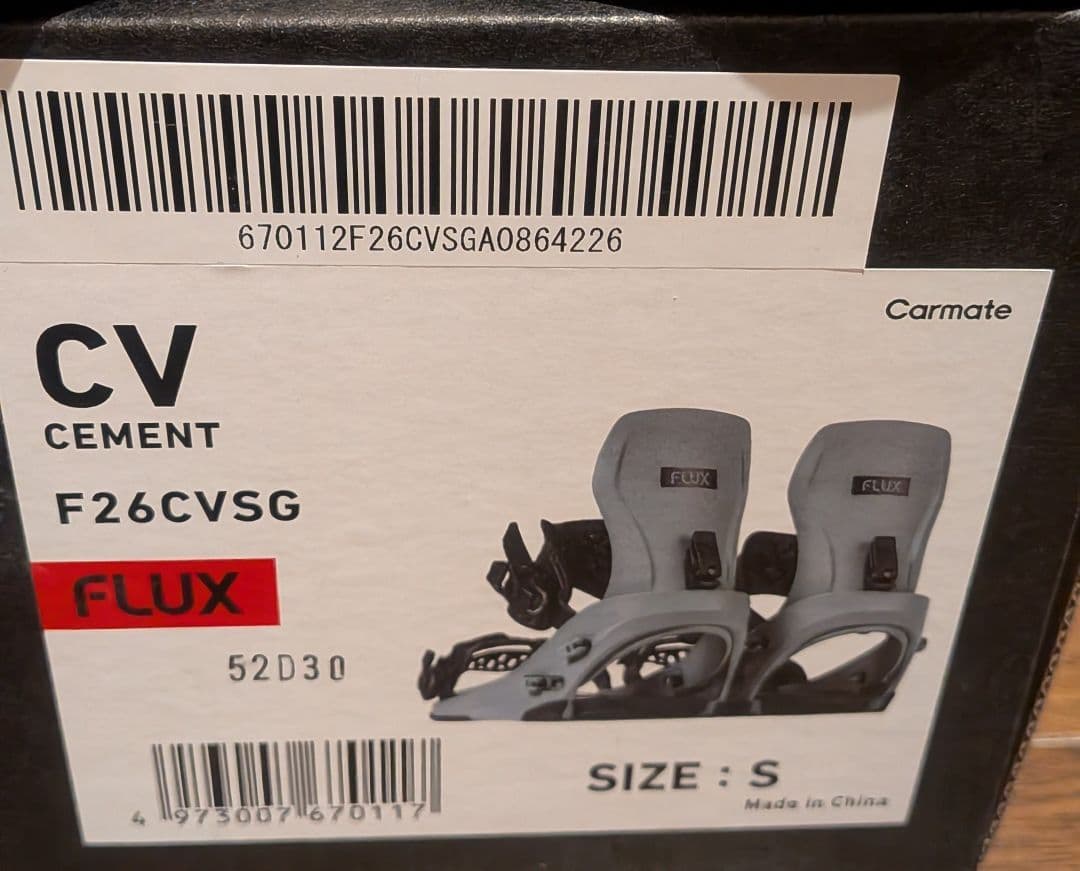 670112F26CVSGA0864226
Carmate
CV
CEMENT
F26CVSG
FLUX
FLUX
FLUX
52D30
SIZE : S
Made in China
4 973007 670117